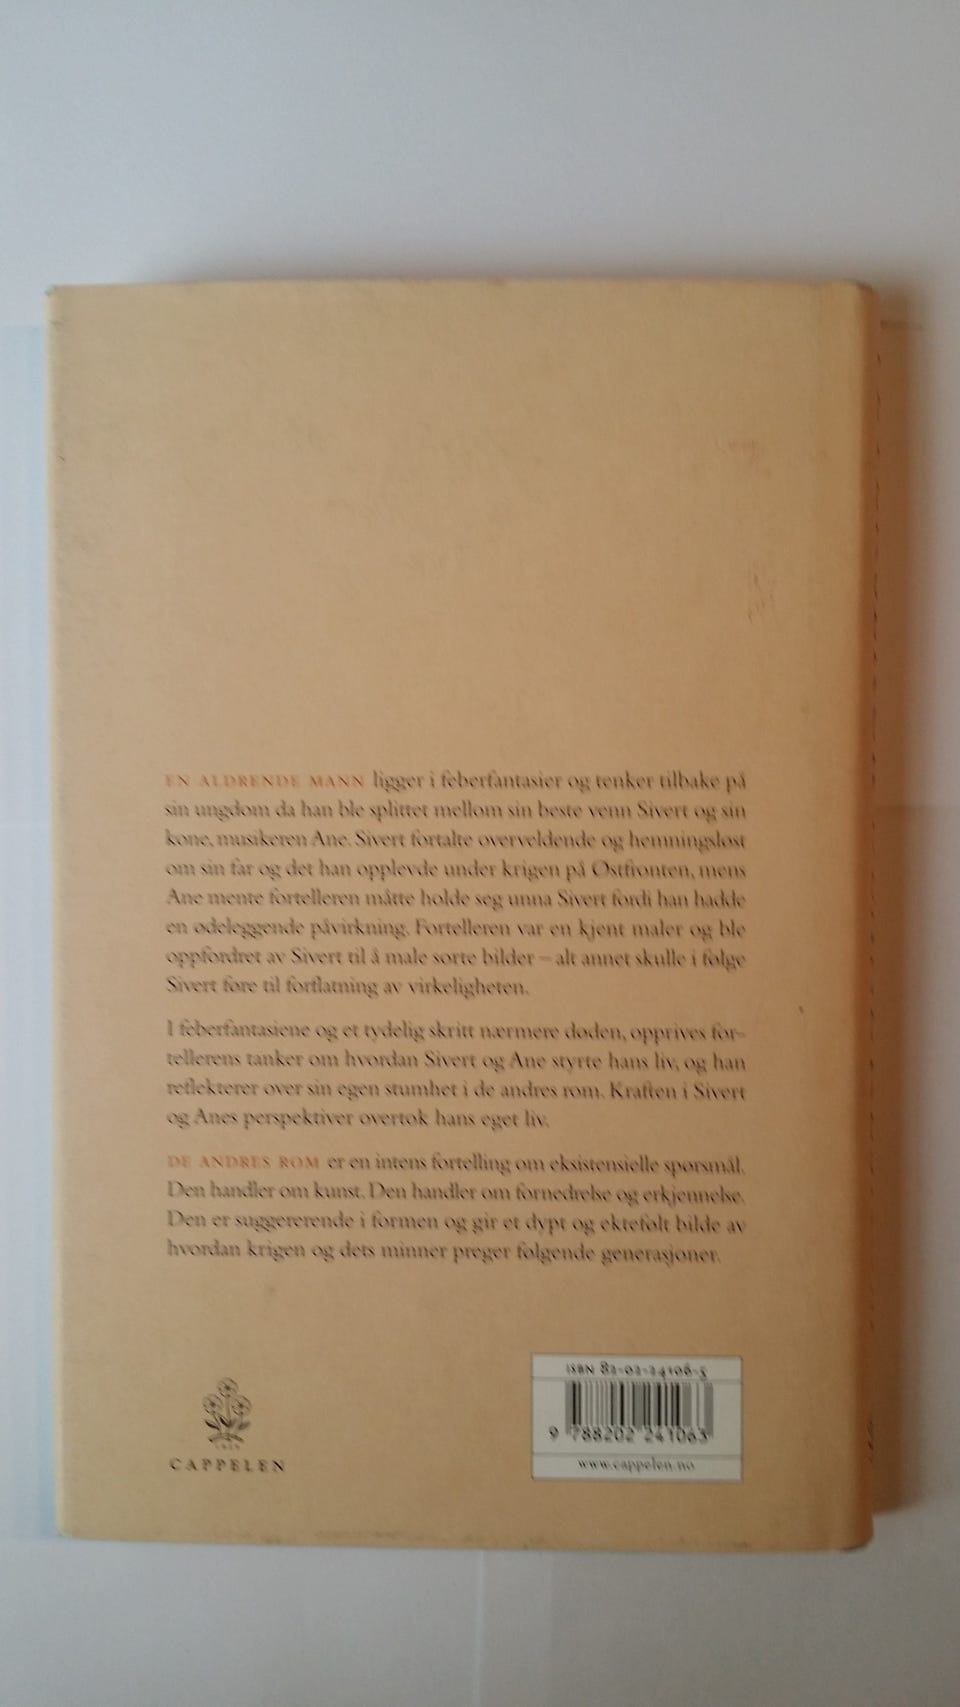 EN ALDRENDE MANN ligger i feberfantasier og tenker tilbake på
sin ungdom da han ble splittet mellom sin beste venn Sivert og sin
kone, musikeren Ane. Sivert fortalte overveldende og hemningsløst
om sin far og det han opplevde under krigen på Østfronten, mens
Ane mente fortelleren måtte holde seg unna Sivert fordi han hadde
en ødeleggende påvirkning. Fortelleren var en kjent maler og ble
oppfordret av Sivert til å male sorte bilder – alt annet skulle i følge
Sivert føre til forflatning av virkeligheten.
I feberfantasiene og et tydelig skritt nærmere døden, opprives for-
tellerens tanker om hvordan Sivert og Ane styrte hans liv, og han
reflekterer over sin egen stumhet i de andres rom. Kraften i Sivert
og Anes perspektiver overtok hans eget liv.
DE ANDRES ROM er en intens fortelling om eksistensielle spørsmål.
Den handler om kunst. Den handler om fornedrelse og erkjennelse.
Den er suggererende i formen og gir et dypt og ektefølt bilde av
hvordan krigen og dets minner preger følgende generasjoner.
ISBN 82-02-24106-5
9 788202 241063
www.cappelen.no
CAPPELEN